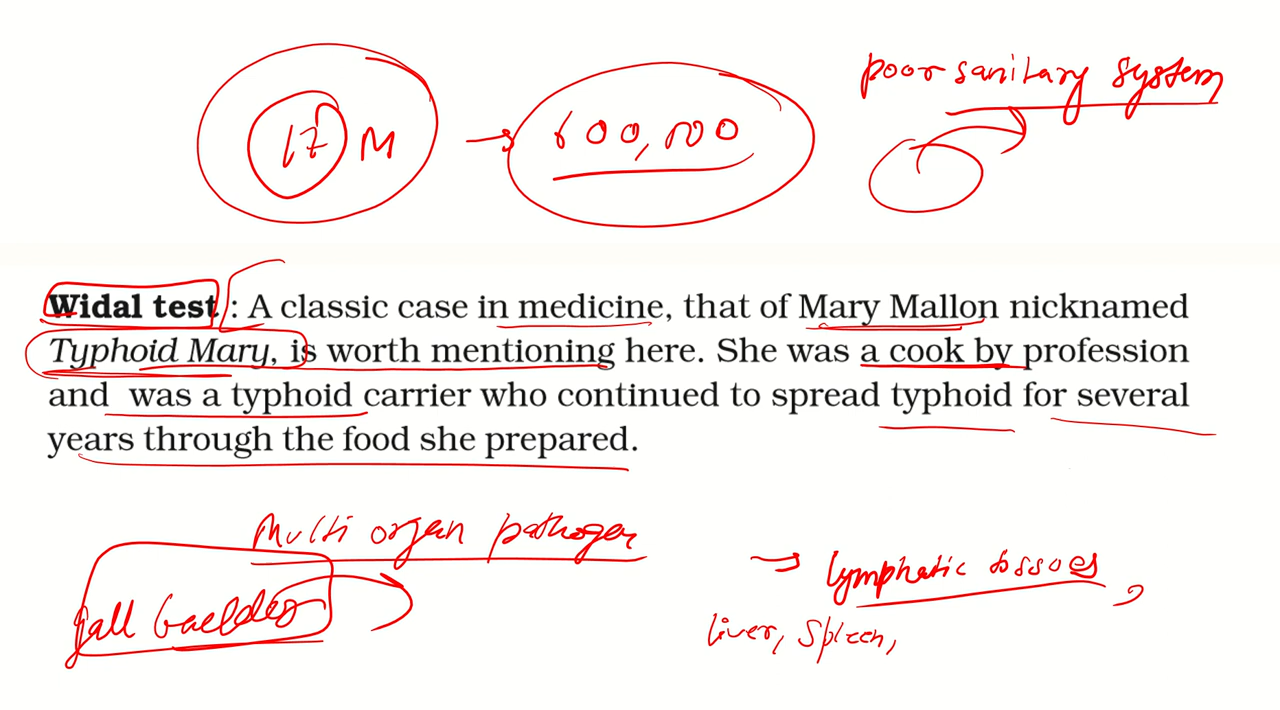 17 M → 600,000
poor sanitary system
Widal test : A classic case in medicine, that of Mary Mallon nicknamed
Typhoid Mary, is worth mentioning here. She was a cook by profession
and was a typhoid carrier who continued to spread typhoid for several
years through the food she prepared.
Multi organ pathogen
→ lymphatic tissues,
gall
liver, spleen,